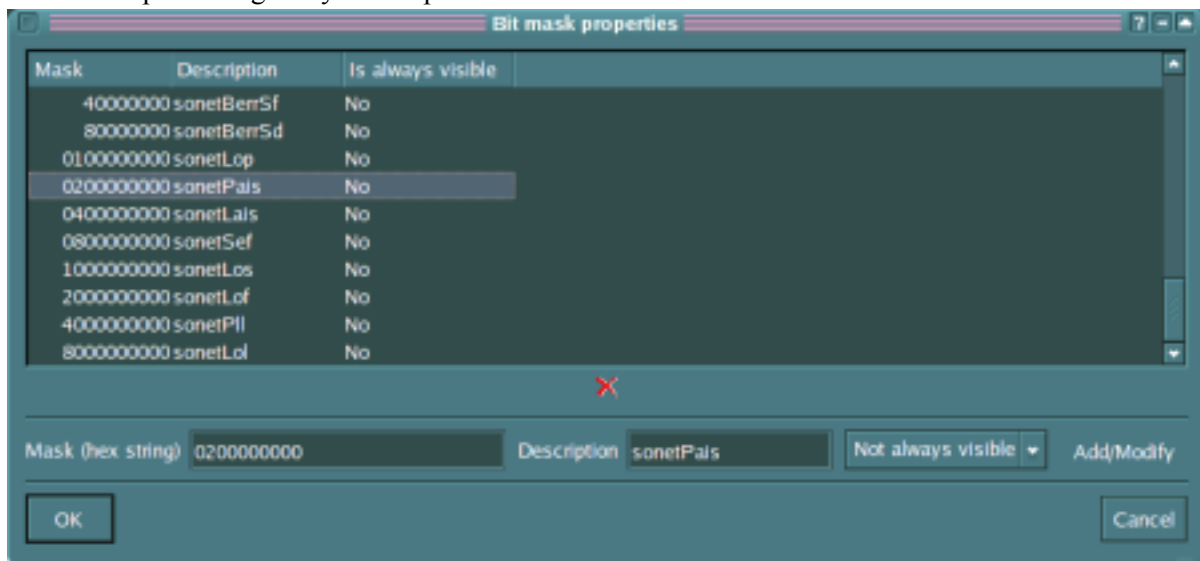 Bit mask properties
Mask Description Is always visible
40000000 sonetBerrSf No
80000000 sonetBerrSd No
0100000000 sonetLop No
0200000000 sonetPais No
0400000000 sonetLais No
0800000000 sonetSef No
1000000000 sonetLos No
2000000000 sonetLof No
4000000000 sonetPll No
8000000000 sonetLol No
Mask (hex string) 0200000000 Description sonetPais Not always visible Add/Modify
OK Cancel